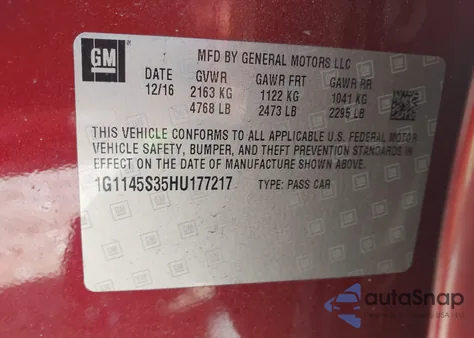 GM
MFD BY GENERAL MOTORS LLC
DATE GVWR GAWR FRT GAWR RR
12/16 2163 KG 1122 KG 1041 KG
4768 LB 2473 LB 2295 LB
THIS VEHICLE CONFORMS TO ALL APPLICABLE U.S. FEDERAL MOTOR
VEHICLE SAFETY, BUMPER, AND THEFT PREVENTION STANDARDS IN
EFFECT ON THE DATE OF MANUFACTURE SHOWN ABOVE.
1G1145S35HU177217 TYPE: PASS CAR
autoSnap